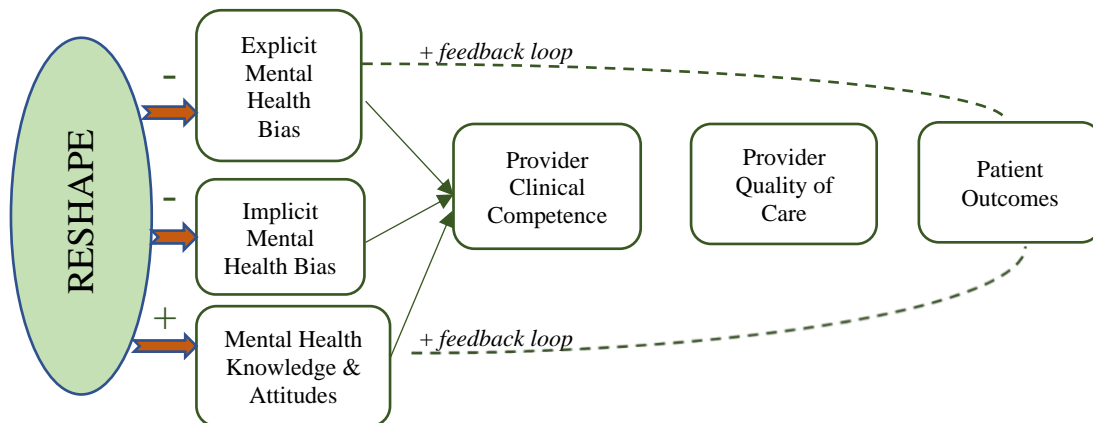 RESHAPE
-
Explicit
Mental
Health
Bias
-
Implicit
Mental
Health Bias
+
Mental Health
Knowledge &
Attitudes
+ feedback loop
Provider
Clinical
Competence
Provider
Quality of
Care
Patient
Outcomes
+ feedback loop